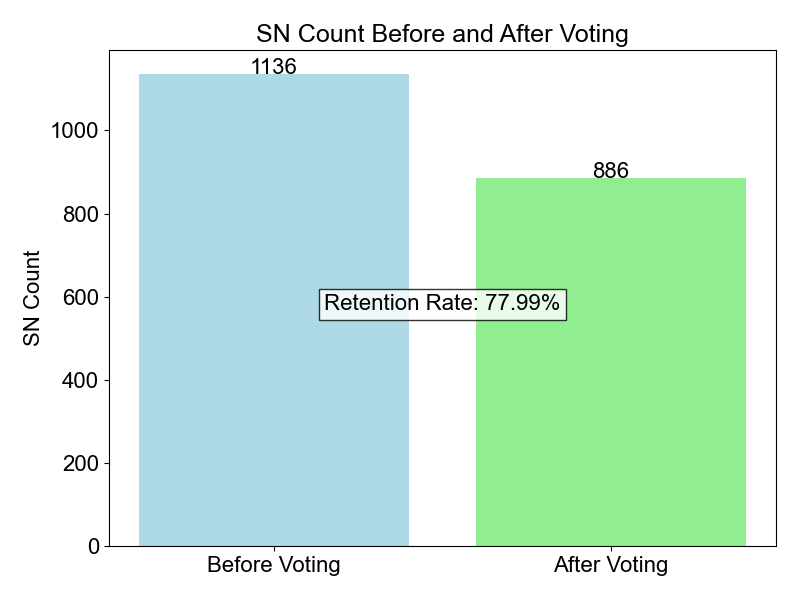 SN Count Before and After Voting
1136
886
1000
800
600
400
200
0
SN Count
Retention Rate: 77.99%
Before Voting
After Voting